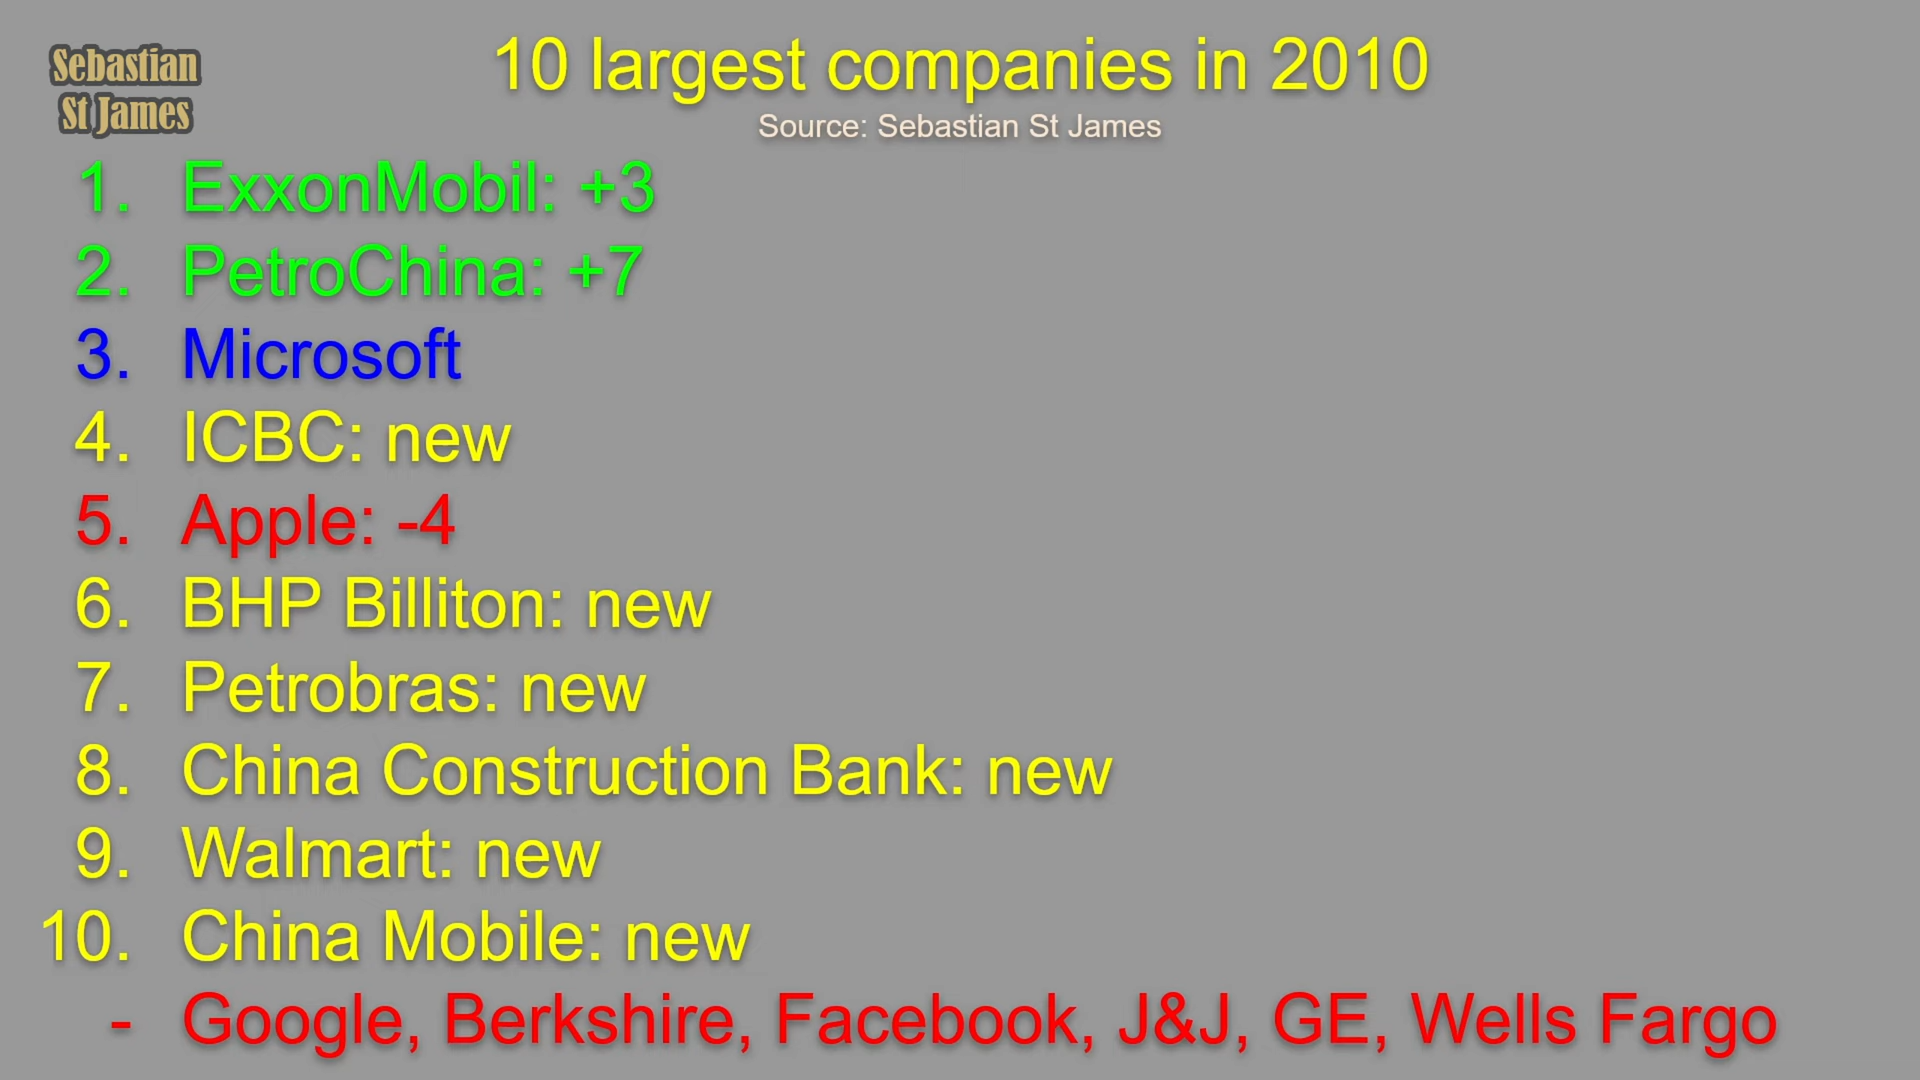 Sebastian
St James
10 largest companies in 2010
Source: Sebastian St James
1. ExxonMobil: +3
2. PetroChina: +7
3. Microsoft
4. ICBC: new
5. Apple: -4
6. BHP Billiton: new
7. Petrobras: new
8. China Construction Bank: new
9. Walmart: new
10. China Mobile: new
- Google, Berkshire, Facebook, J&J, GE, Wells Fargo